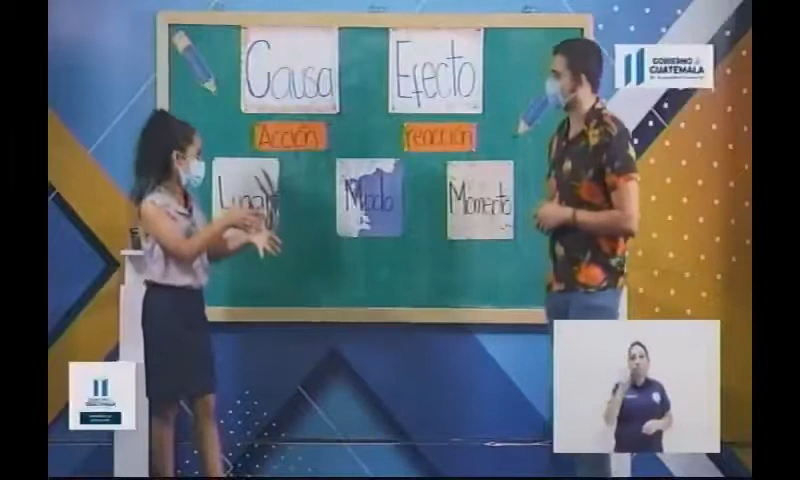 Causa
Efecto
GOBIERNO de
GUATEMALA
Acción
reacción
Lugar
Modo
Momento